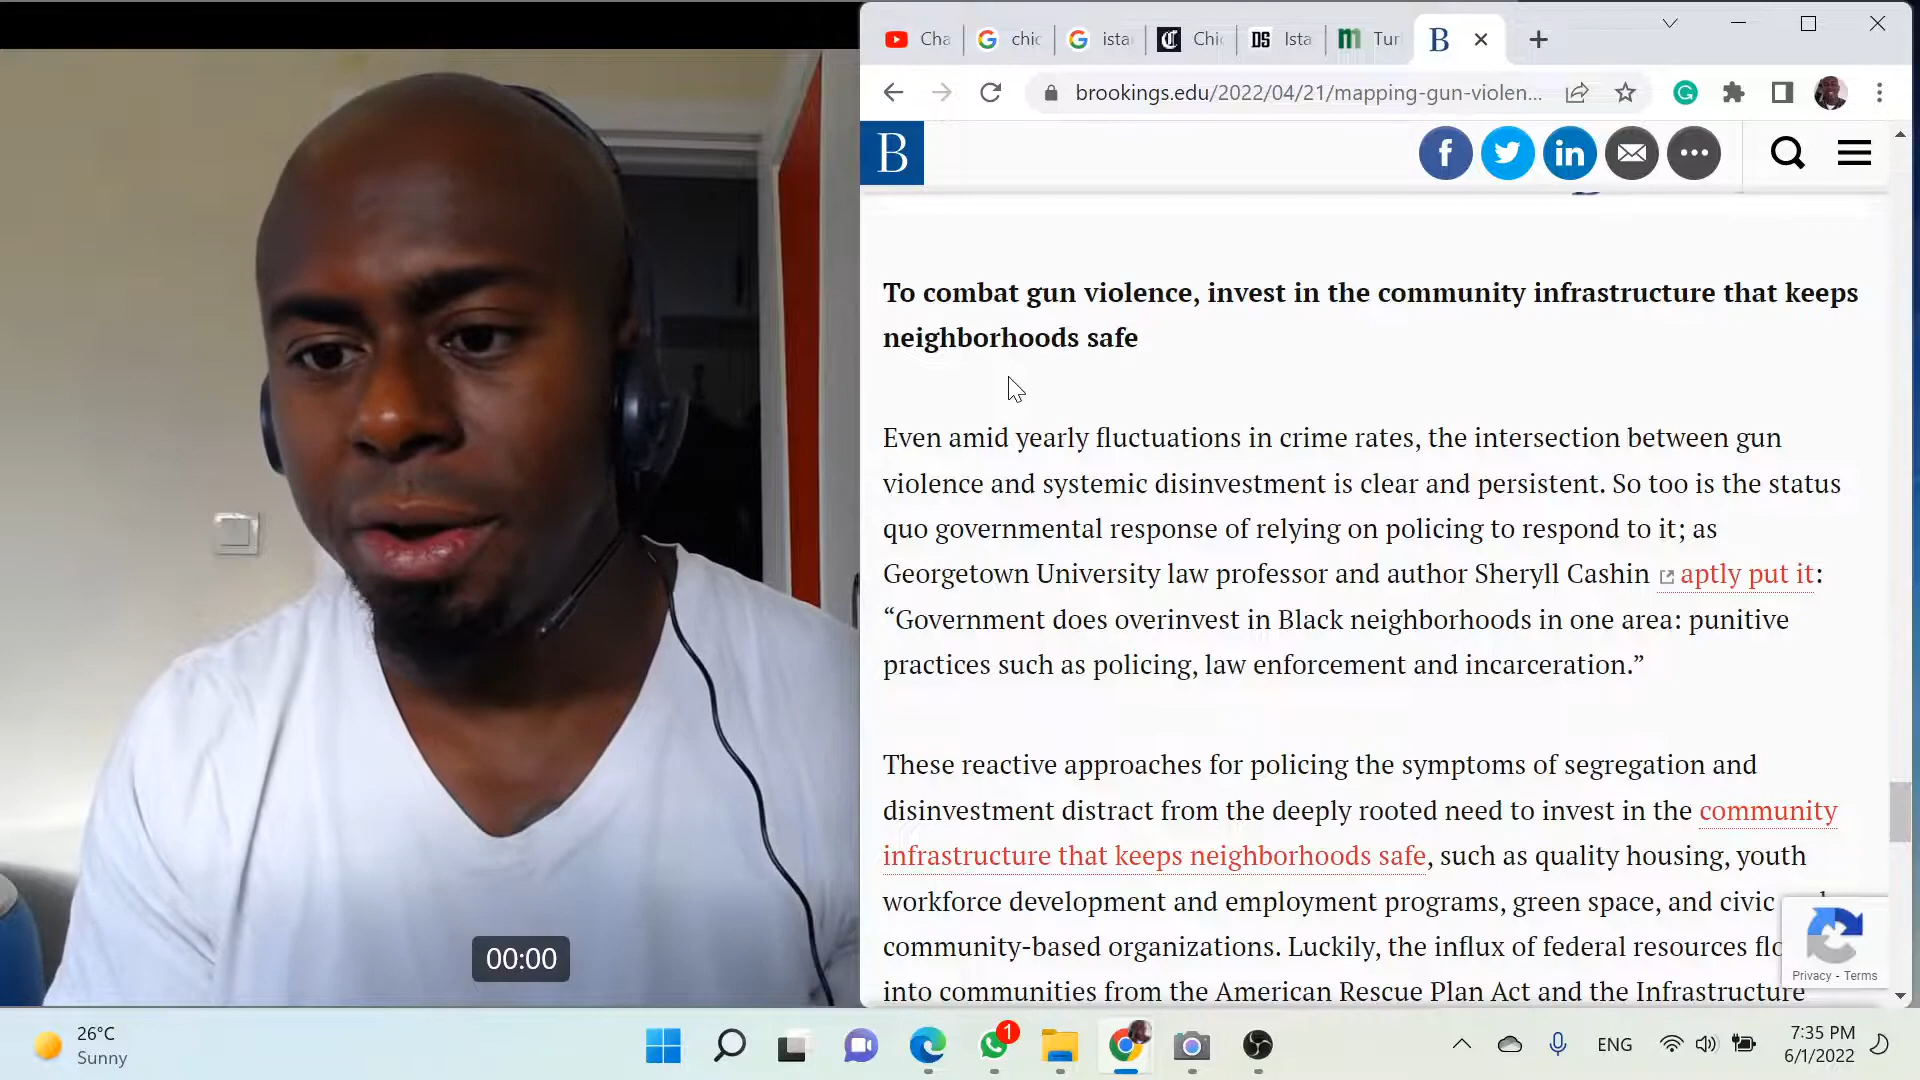 Cha
chic
ista
Chi
DS
Ista
m
Tur
B
brookings.edu/2022/04/21/mapping-gun-violen...
B
f
in
To combat gun violence, invest in the community infrastructure that keeps
neighborhoods safe
Even amid yearly fluctuations in crime rates, the intersection between gun
violence and systemic disinvestment is clear and persistent. So too is the status
quo governmental response of relying on policing to respond to it; as
Georgetown University law professor and author Sheryll Cashin aptly put it:
“Government does overinvest in Black neighborhoods in one area: punitive
practices such as policing, law enforcement and incarceration.”
These reactive approaches for policing the symptoms of segregation and
disinvestment distract from the deeply rooted need to invest in the community
infrastructure that keeps neighborhoods safe, such as quality housing, youth
workforce development and employment programs, green space, and civic
community-based organizations. Luckily, the influx of federal resources flo
into communities from the American Rescue Plan Act and the Infrastructure
Privacy - Terms
00:00
26°C
Sunny
1
ENG
7:35 PM
6/1/2022